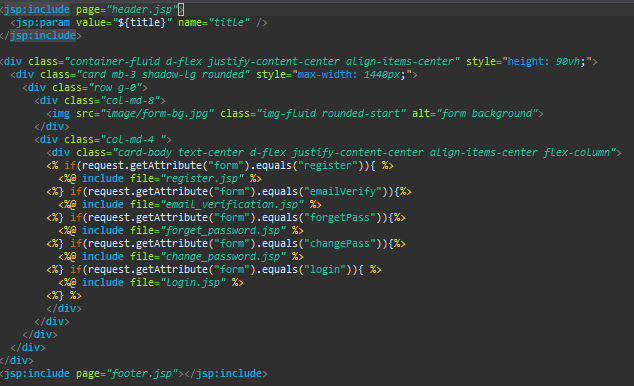 <jsp:include page="header.jsp">
<jsp:param value="${title}" name="title" />
</jsp:include>
<div class="container-fluid d-flex justify-content-center align-items-center" style="height: 90vh;">
<div class="card mb-3 shadow-lg rounded" style="max-width: 1440px;">
<div class="row g-0">
<div class="col-md-8">
<img src="image/form-bg.jpg" class="img-fluid rounded-start" alt="form background">
</div>
<div class="col-md-4 ">
<div class="card-body text-center d-flex justify-content-center align-items-center flex-column">
<% if(request.getAttribute("form").equals("register")){ %>
<%@ include file="register.jsp" %>
<%} if(request.getAttribute("form").equals("emailVerify")){%>
<%@ include file="email_verification.jsp" %>
<%} if(request.getAttribute("form").equals("forgetPass")){%>
<%@ include file="forget_password.jsp" %>
<%} if(request.getAttribute("form").equals("changePass")){%>
<%@ include file="change_password.jsp" %>
<%} if(request.getAttribute("form").equals("login")){ %>
<%@ include file="login.jsp" %>
<%} %>
</div>
</div>
</div>
</div>
</div>
<jsp:include page="footer.jsp"></jsp:include>